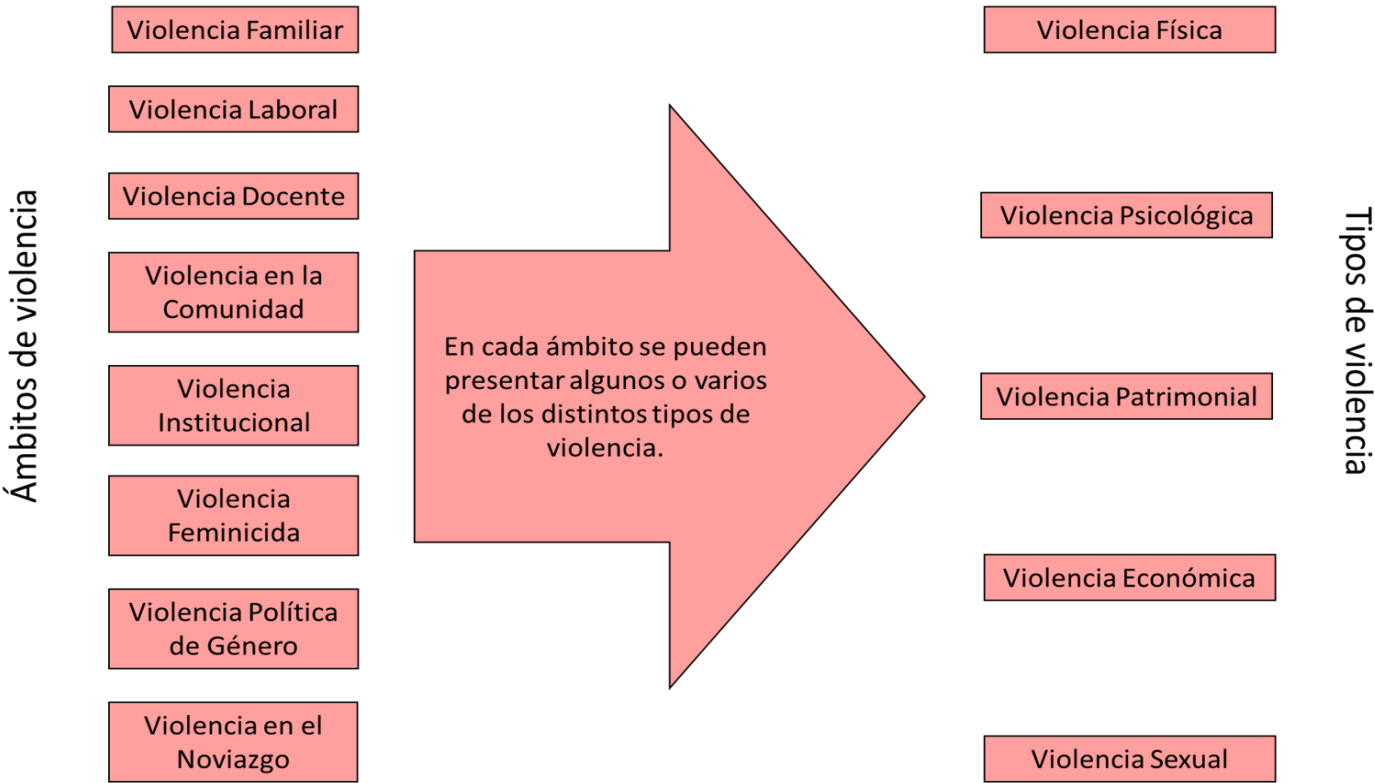 Ámbitos de violencia
Violencia Familiar
Violencia Laboral
Violencia Docente
Violencia en la
Comunidad
Violencia
Institucional
Violencia
Feminicida
Violencia Política
de Género
Violencia en el
Noviazgo
En cada ámbito se pueden
presentar algunos o varios
de los distintos tipos de
violencia.
Violencia Física
Violencia Psicológica
Violencia Patrimonial
Violencia Económica
Violencia Sexual
Tipos de violencia